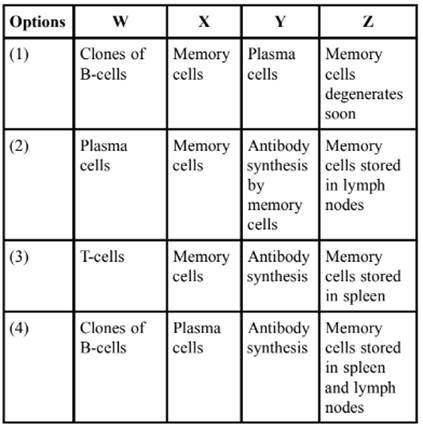 Options W X Y Z
(1) Clones of Memory Plasma Memory
B-cells cells cells cells
degenerates
soon
(2) Plasma Memory Antibody Memory
cells cells synthesis cells stored
by in lymph
memory nodes
cells
(3) T-cells Memory Antibody Memory
cells synthesis cells stored
in spleen
(4) Clones of Plasma Antibody Memory
B-cells cells synthesis cells stored
in spleen
and lymph
nodes